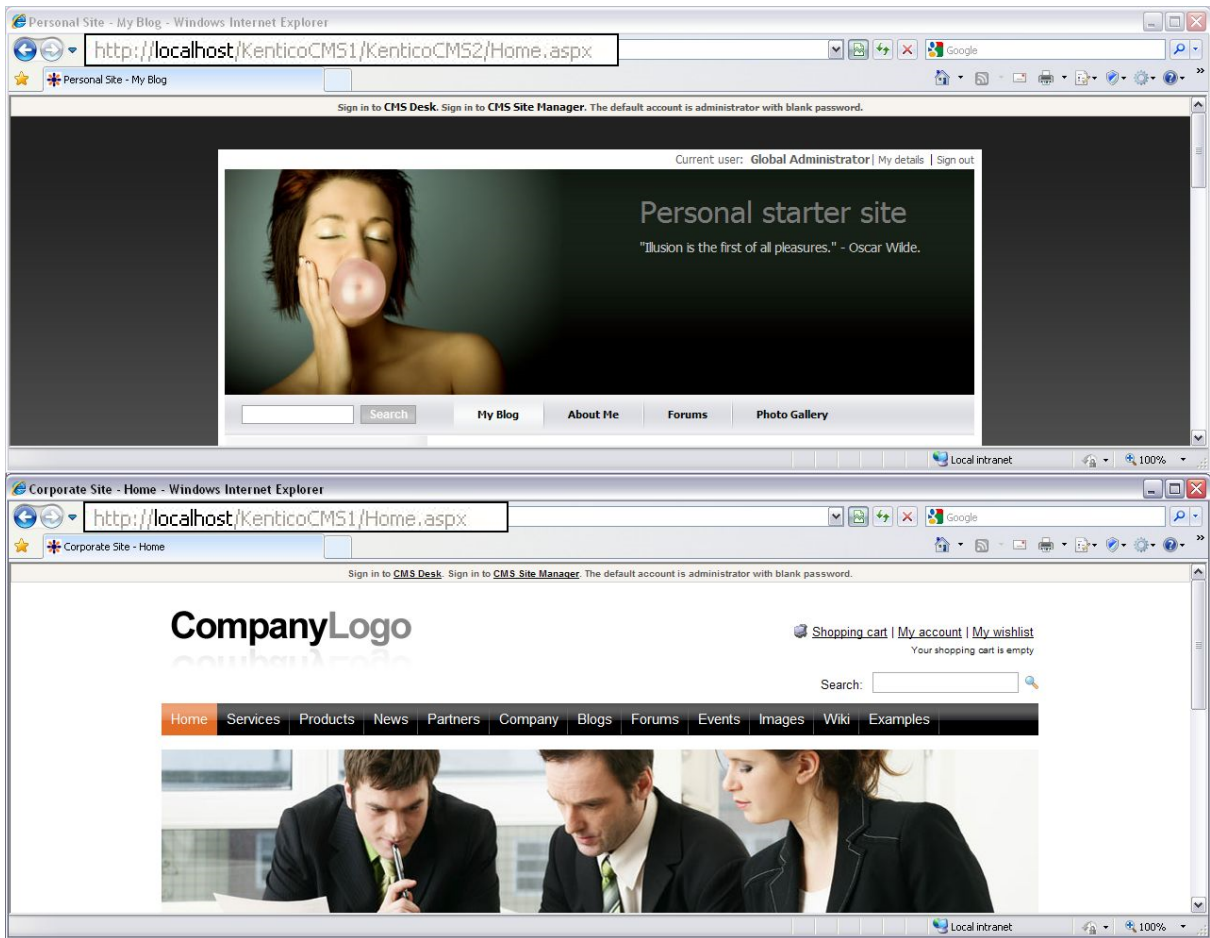 Personal Site - My Blog - Windows Internet Explorer
http://localhost/KenticoCMS1/KenticoCMS2/Home.aspx
Google
Personal Site - My Blog
Sign in to CMS Desk. Sign in to CMS Site Manager. The default account is administrator with blank password.
Current user: Global Administrator | My details | Sign out
Personal starter site
"Illusion is the first of all pleasures." - Oscar Wilde.
Search My Blog About Me Forums Photo Gallery
Local intranet 100%
Corporate Site - Home - Windows Internet Explorer
http://localhost/KenticoCMS1/Home.aspx
Google
Corporate Site - Home
Sign in to CMS Desk. Sign in to CMS Site Manager. The default account is administrator with blank password.
CompanyLogo
Shopping cart | My account | My wishlist
Your shopping cart is empty
Search:
Home Services Products News Partners Company Blogs Forums Events Images Wiki Examples
Local intranet 100%